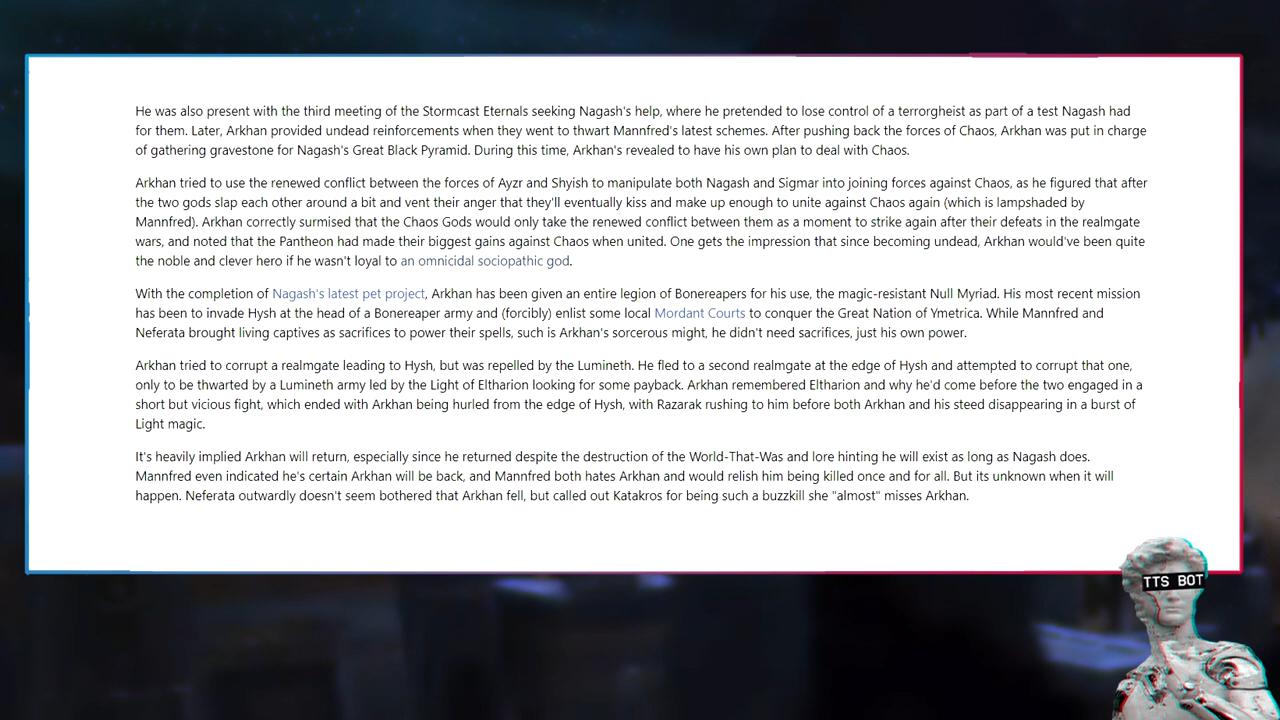 He was also present with the third meeting of the Stormcast Eternals seeking Nagash's help, where he pretended to lose control of a terrorgheist as part of a test Nagash had
for them. Later, Arkhan provided undead reinforcements when they went to thwart Mannfred's latest schemes. After pushing back the forces of Chaos, Arkhan was put in charge
of gathering gravestone for Nagash's Great Black Pyramid. During this time, Arkhan's revealed to have his own plan to deal with Chaos.
Arkhan tried to use the renewed conflict between the forces of Ayzr and Shyish to manipulate both Nagash and Sigmar into joining forces against Chaos, as he figured that after
the two gods slap each other around a bit and vent their anger that they'll eventually kiss and make up enough to unite against Chaos again (which is lampshaded by
Mannfred). Arkhan correctly surmised that the Chaos Gods would only take the renewed conflict between them as a moment to strike again after their defeats in the realmgate
wars, and noted that the Pantheon had made their biggest gains against Chaos when united. One gets the impression that since becoming undead, Arkhan would've been quite
the noble and clever hero if he wasn't loyal to an omnicidal sociopathic god.
With the completion of Nagash's latest pet project, Arkhan has been given an entire legion of Bonereapers for his use, the magic-resistant Null Myriad. His most recent mission
has been to invade Hysh at the head of a Bonereaper army and (forcibly) enlist some local Mordant Courts to conquer the Great Nation of Ymetrica. While Mannfred and
Neferata brought living captives as sacrifices to power their spells, such is Arkhan's sorcerous might, he didn't need sacrifices, just his own power.
Arkhan tried to corrupt a realmgate leading to Hysh, but was repelled by the Lumineth. He fled to a second realmgate at the edge of Hysh and attempted to corrupt that one,
only to be thwarted by a Lumineth army led by the Light of Eltharion looking for some payback. Arkhan remembered Eltharion and why he'd come before the two engaged in a
short but vicious fight, which ended with Arkhan being hurled from the edge of Hysh, with Razarak rushing to him before both Arkhan and his steed disappearing in a burst of
Light magic.
It's heavily implied Arkhan will return, especially since he returned despite the destruction of the World-That-Was and lore hinting he will exist as long as Nagash does.
Mannfred even indicated he's certain Arkhan will be back, and Mannfred both hates Arkhan and would relish him being killed once and for all. But its unknown when it will
happen. Neferata outwardly doesn't seem bothered that Arkhan fell, but called out Katakros for being such a buzzkill she "almost" misses Arkhan.
TTS BOT